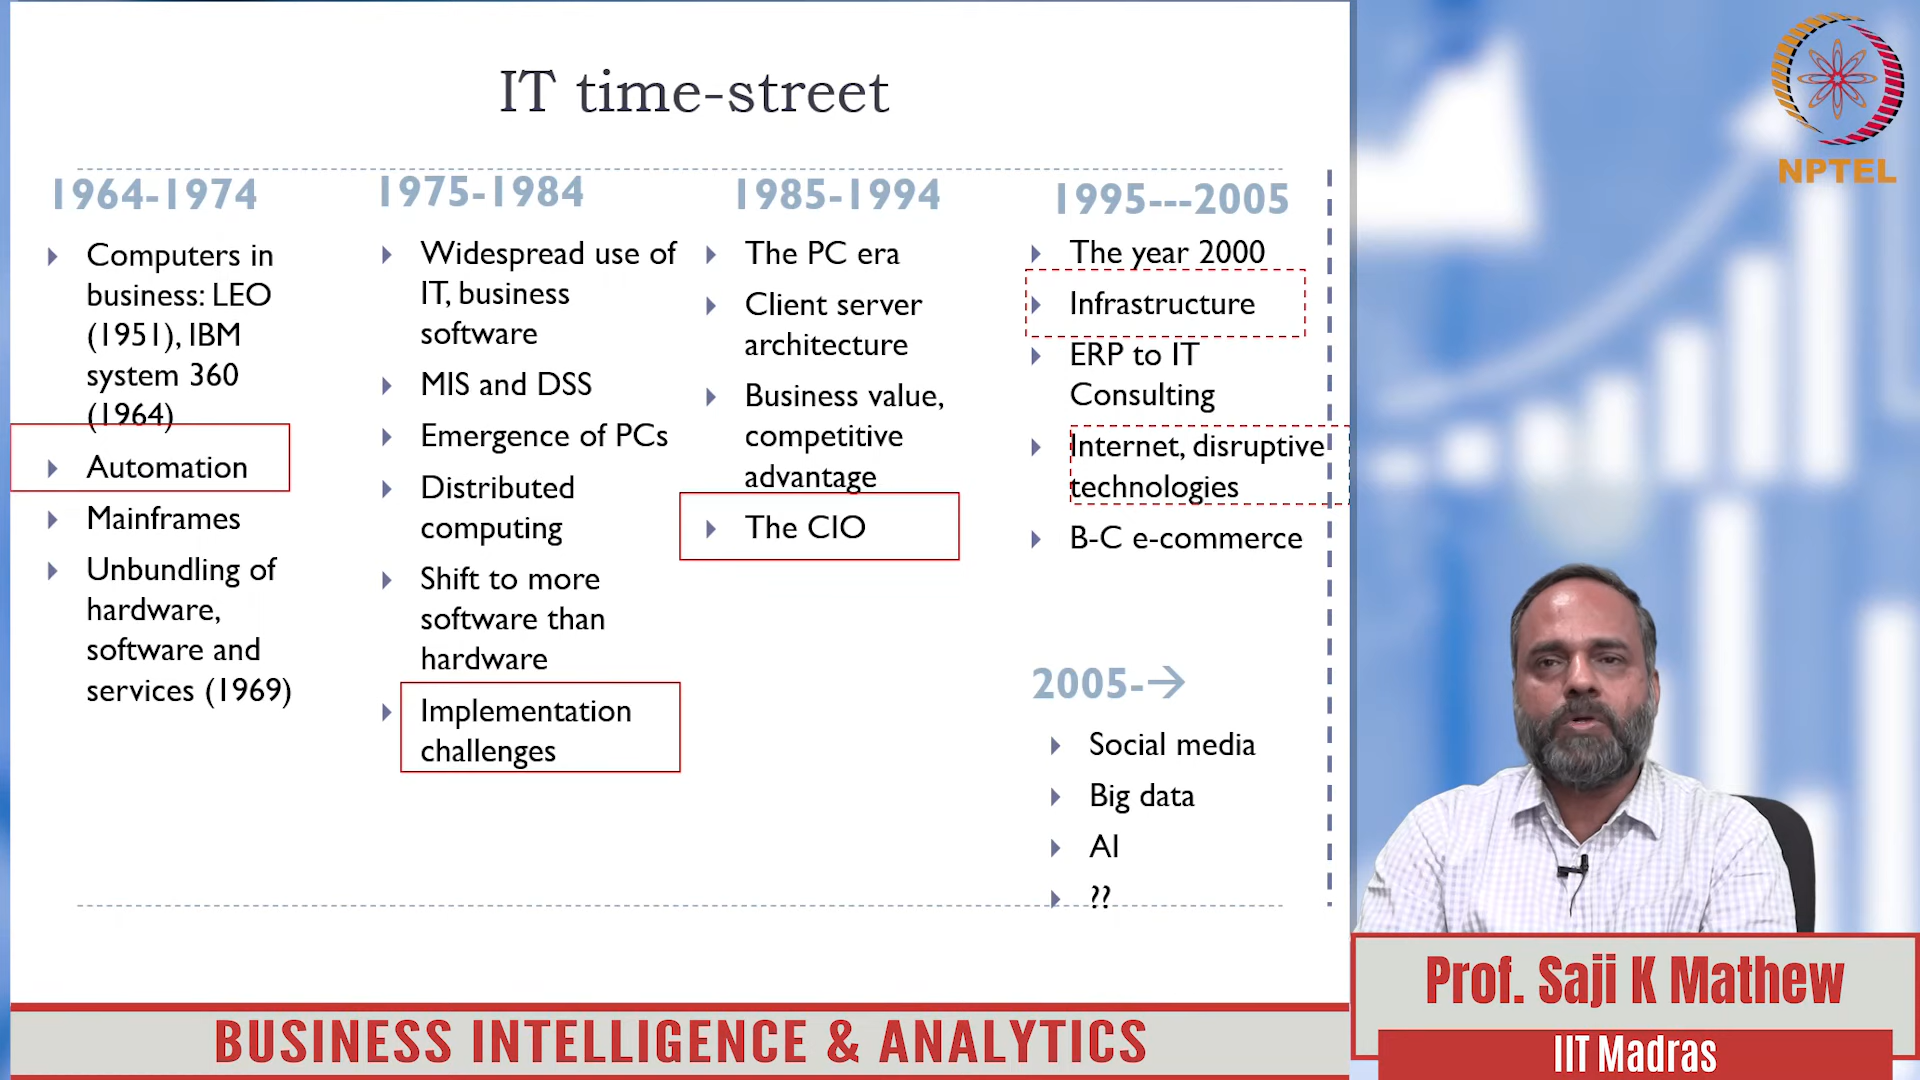 IT time-street
1964-1974
Computers in
business: LEO
(1951), IBM
system 360
(1964)
Automation
Mainframes
Unbundling of
hardware,
software and
services (1969)
1975-1984
Widespread use of
IT, business
software
MIS and DSS
Emergence of PCs
Distributed
computing
Shift to more
software than
hardware
Implementation
challenges
1985-1994
The PC era
Client server
architecture
Business value,
competitive
advantage
The CIO
1995---2005
The year 2000
Infrastructure
ERP to IT
Consulting
Internet, disruptive
technologies
B-C e-commerce
2005-→
Social media
Big data
AI
??
NPTEL
Prof. Saji K Mathew
IIT Madras
BUSINESS INTELLIGENCE & ANALYTICS